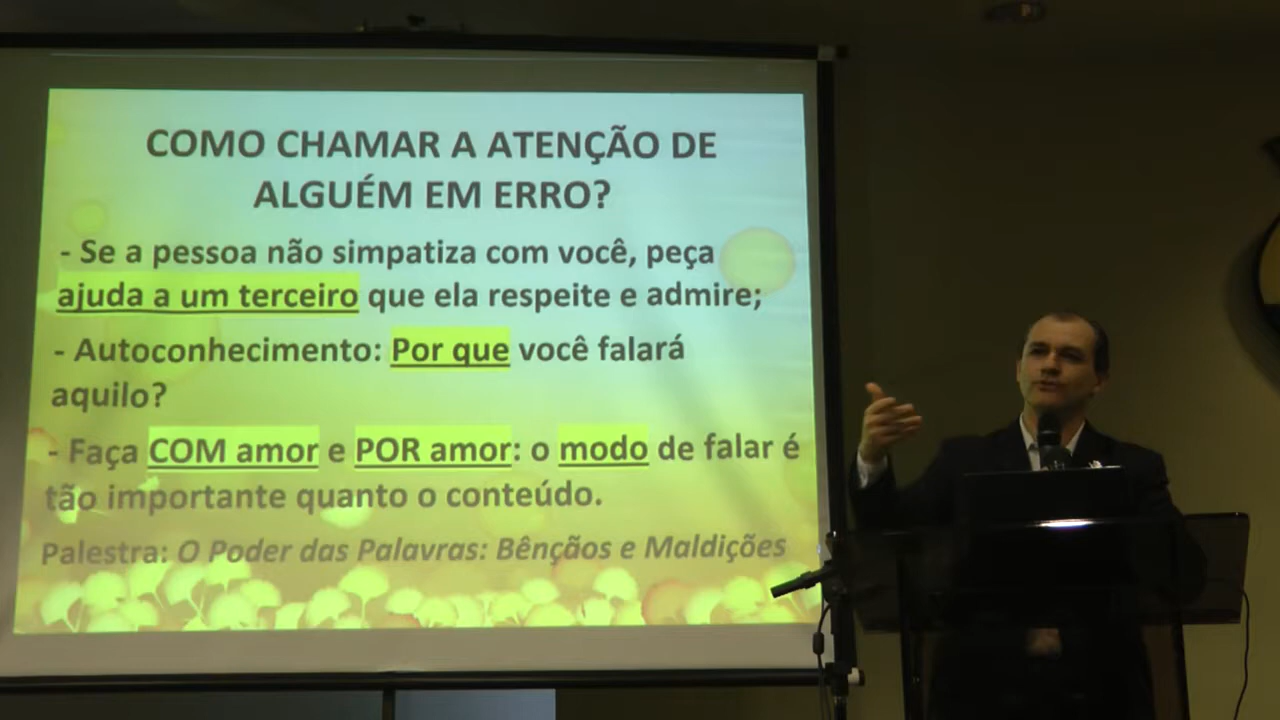 COMO CHAMAR A ATENÇÃO DE
ALGUÉM EM ERRO?
- Se a pessoa não simpatiza com você, peça
ajuda a um terceiro que ela respeite e admire;
- Autoconhecimento: Por que você falará
aquilo?
- Faça COM amor e POR amor: o modo de falar é
tão importante quanto o conteúdo.
Palestra: O Poder das Palavras: Bênçãos e Maldições